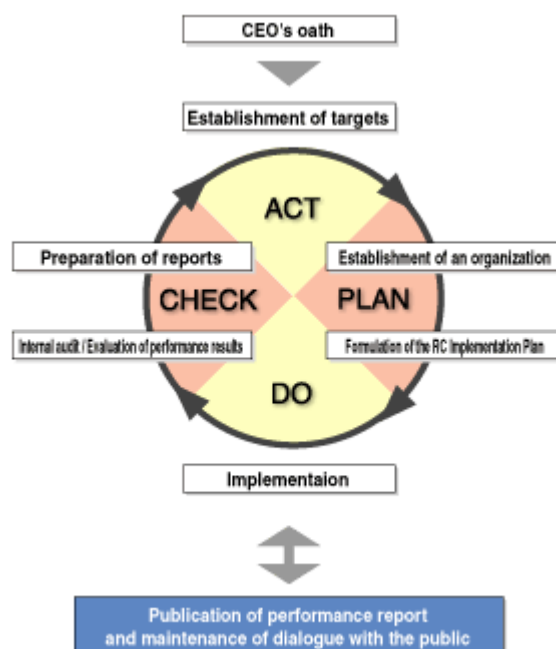 CEO's oath
Establishment of targets
ACT
Preparation of reports
Establishment of an organization
CHECK
PLAN
Internal audit / Evaluation of performance results
Formulation of the RC Implementation Plan
DO
Implementaion
Publication of performance report
and maintenance of dialogue with the public